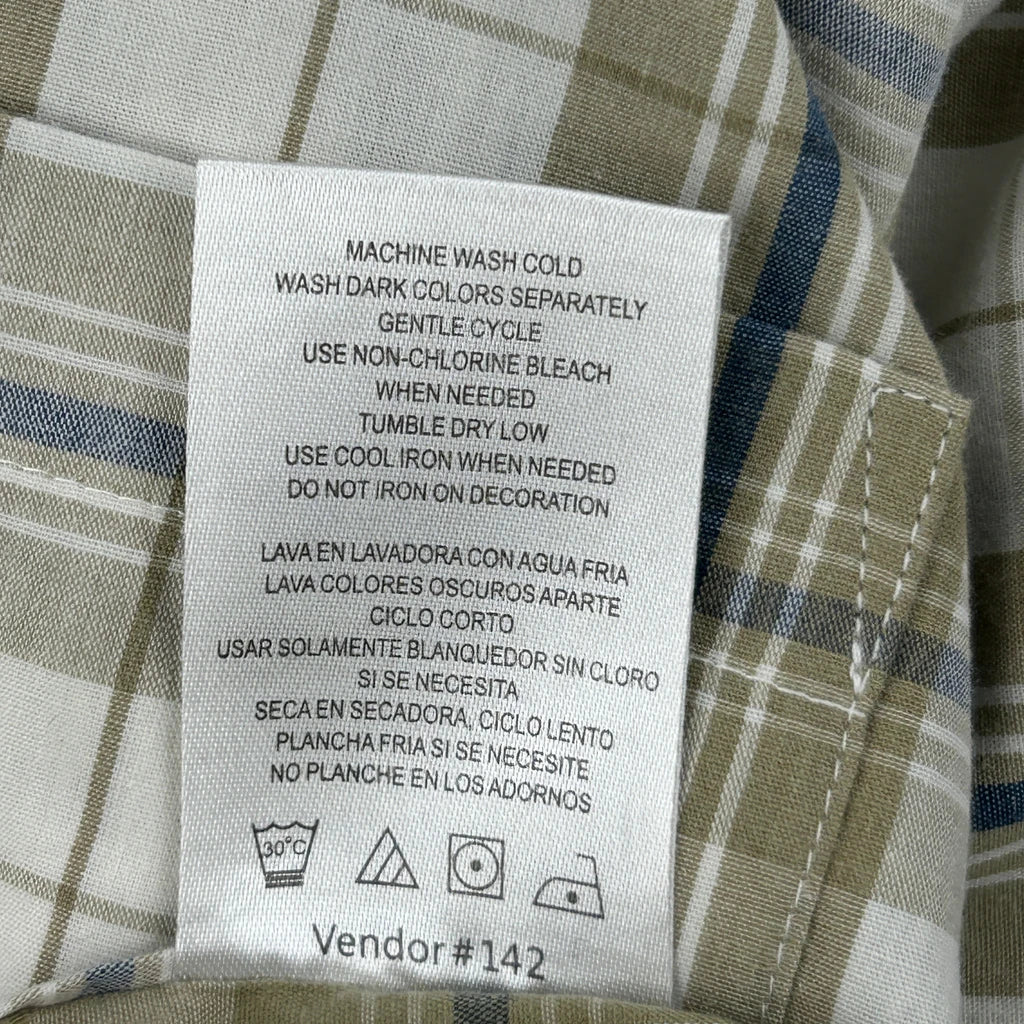 MACHINE WASH COLD
WASH DARK COLORS SEPARATELY
GENTLE CYCLE
USE NON-CHLORINE BLEACH
WHEN NEEDED
TUMBLE DRY LOW
USE COOL IRON WHEN NEEDED
DO NOT IRON ON DECORATION
LAVA EN LAVADORA CON AGUA FRIA
LAVA COLORES OSCUROS APARTE
CICLO CORTO
USAR SOLAMENTE BLANQUEDOR SIN CLORO
SI SE NECESITA
SECA EN SECADORA, CICLO LENTO
PLANCHA FRIA SI SE NECESITE
NO PLANCHE EN LOS ADORNOS
30°C
Vendor #142